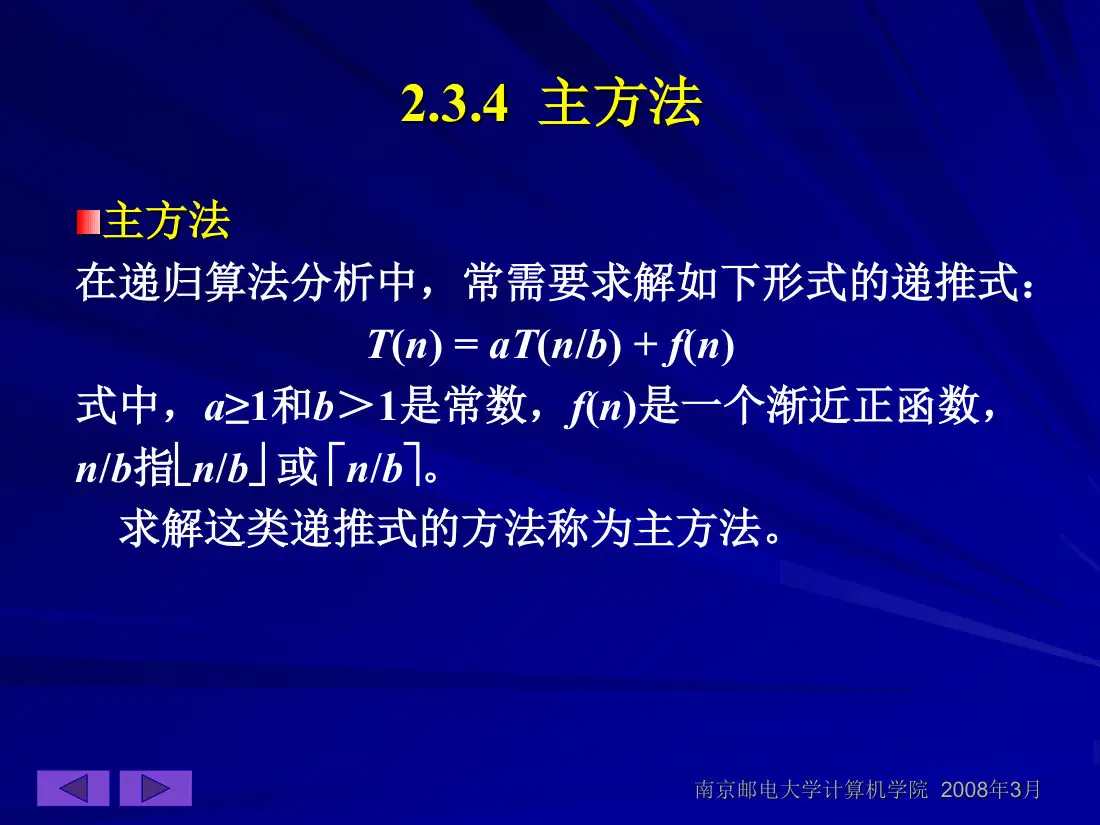 2.3.4 主方法
主方法
在递归算法分析中，常需要求解如下形式的递推式：
T(n) = aT(n/b) + f(n)
式中，a≥1和b＞1是常数，f(n)是一个渐近正函数，
n/b指⌊n/b⌋或⌈n/b⌉。
求解这类递推式的方法称为主方法。
南京邮电大学计算机学院 2008年3月